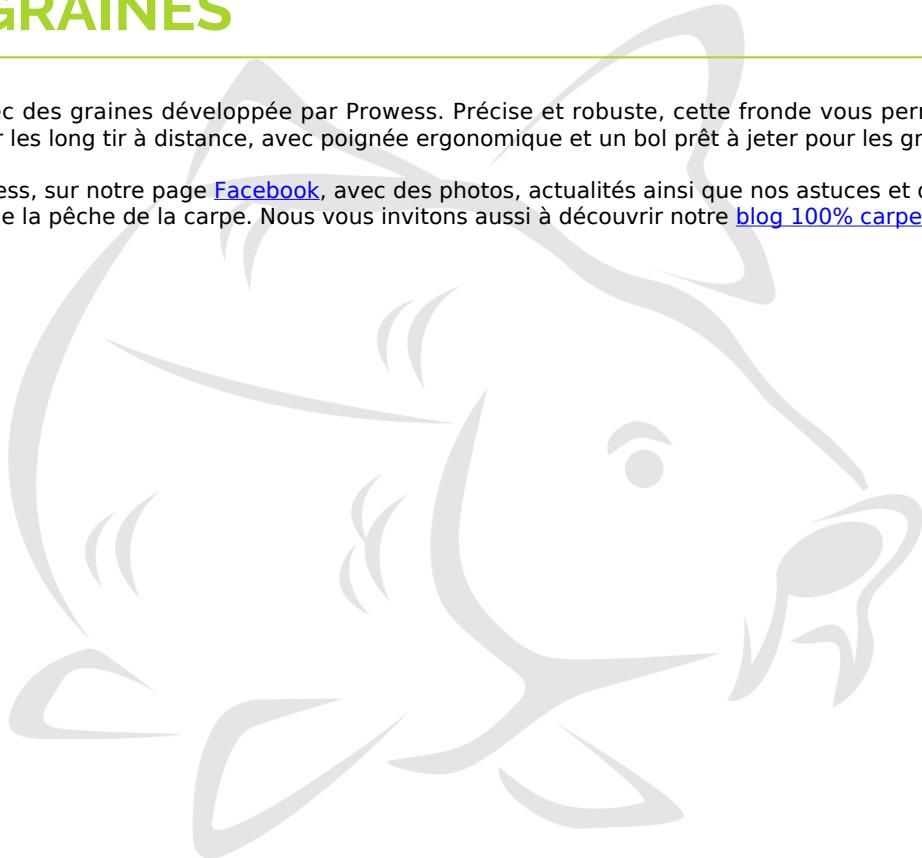 GRAINES
c des graines développée par Prowess. Précise et robuste, cette fronde vous per
les long tir à distance, avec poignée ergonomique et un bol prêt à jeter pour les gr
ess, sur notre page Facebook, avec des photos, actualités ainsi que nos astuces et
e la pêche de la carpe. Nous vous invitons aussi à découvrir notre blog 100% carpe